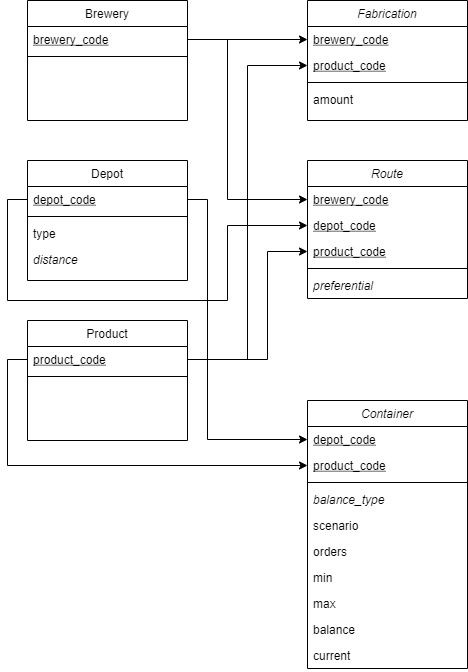 Brewery
brewery_code
Fabrication
brewery_code
product_code
amount
Depot
depot_code
type
distance
Route
brewery_code
depot_code
product_code
preferential
Product
product_code
Container
depot_code
product_code
balance_type
scenario
orders
min
max
balance
current